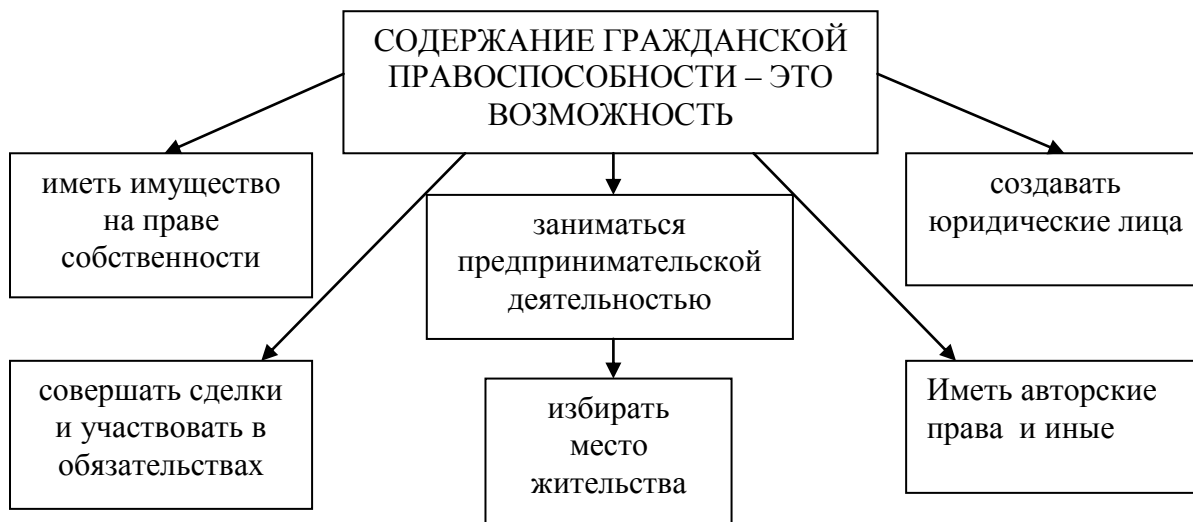 СОДЕРЖАНИЕ ГРАЖДАНСКОЙ
ПРАВОСПОСОБНОСТИ – ЭТО
ВОЗМОЖНОСТЬ
иметь имущество
на праве
собственности
заниматься
предпринимательской
деятельностью
создавать
юридические лица
совершать сделки
и участвовать в
обязательствах
избирать
место
жительства
Иметь авторские
права и иные